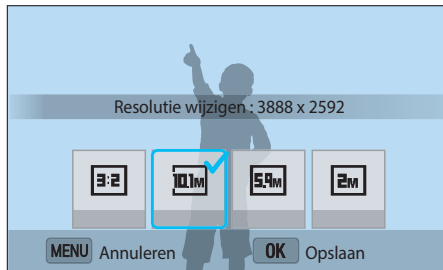 Resolutie wijzigen : 3888 x 2592
3:2 10.1M 5.9M 2M
MENU Annuleren OK Opslaan